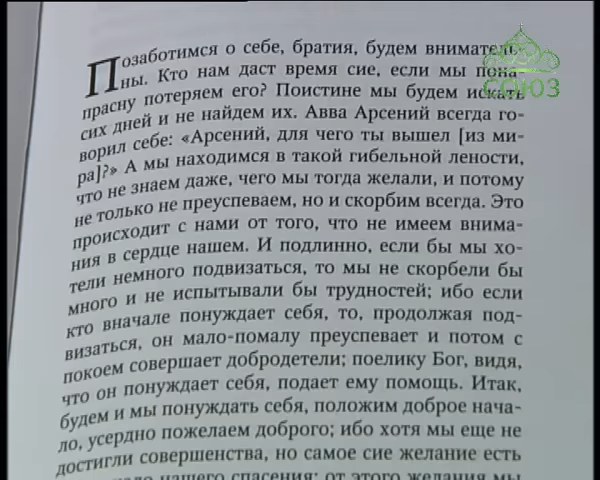 СОЮЗ
Позаботимся о себе, братия, будем внимательны.
ны. Кто нам даст время сие, если мы пона-
прасну потеряем его? Поистине мы будем искать
сих дней и не найдем их. Авва Арсений всегда го-
ворил себе: «Арсений, для чего ты вышел [из ми-
ра]?» А мы находимся в такой гибельной лености,
что не знаем даже, чего мы тогда желали, и потому
не только не преуспеваем, но и скорбим всегда. Это
происходит с нами от того, что не имеем внима-
ния в сердце нашем. И подлинно, если бы мы хо-
тели немного подвизаться, то мы не скорбели бы
много и не испытывали бы трудностей; ибо если
кто вначале понуждает себя, то, продолжая под-
визаться, он мало-помалу преуспевает и потом с
покоем совершает добродетели; поелику Бог, видя,
что он понуждает себя, подает ему помощь. Итак,
будем и мы понуждать себя, положим доброе нача-
ло, усердно пожелаем доброго; ибо хотя мы еще не
достигли совершенства, но самое сие желание есть
нашего спасения; от этого желания мы